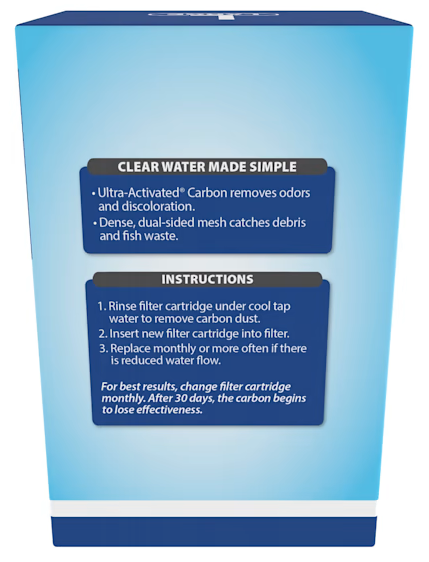 CLEAR WATER MADE SIMPLE
• Ultra-Activated® Carbon removes odors
and discoloration.
• Dense, dual-sided mesh catches debris
and fish waste.
INSTRUCTIONS
1. Rinse filter cartridge under cool tap
water to remove carbon dust.
2. Insert new filter cartridge into filter.
3. Replace monthly or more often if there
is reduced water flow.
For best results, change filter cartridge
monthly. After 30 days, the carbon begins
to lose effectiveness.